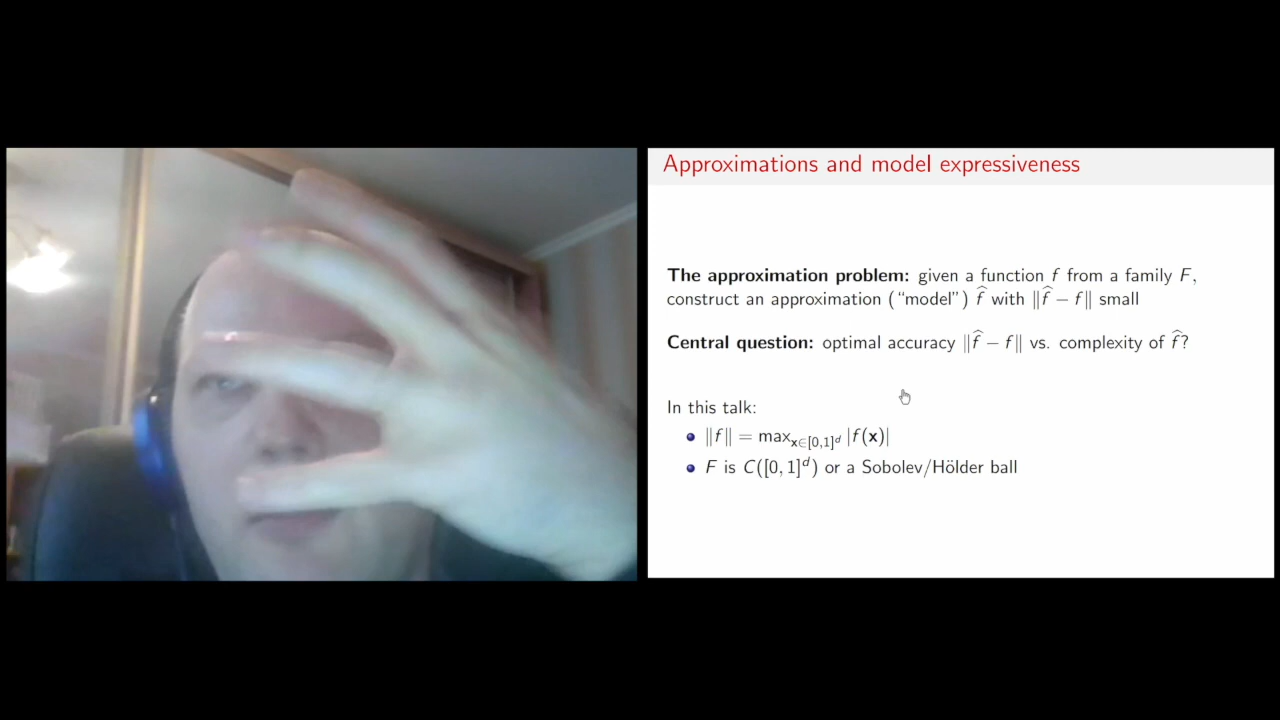 Approximations and model expressiveness
The approximation problem: given a function f from a family F,
construct an approximation (“model”) f̂ with ‖f̂ − f‖ small
Central question: optimal accuracy ‖f̂ − f‖ vs. complexity of f̂?
In this talk:
‖f‖ = max_{x∈[0,1]^d} |f(x)|
F is C([0, 1]^d) or a Sobolev/Hölder ball